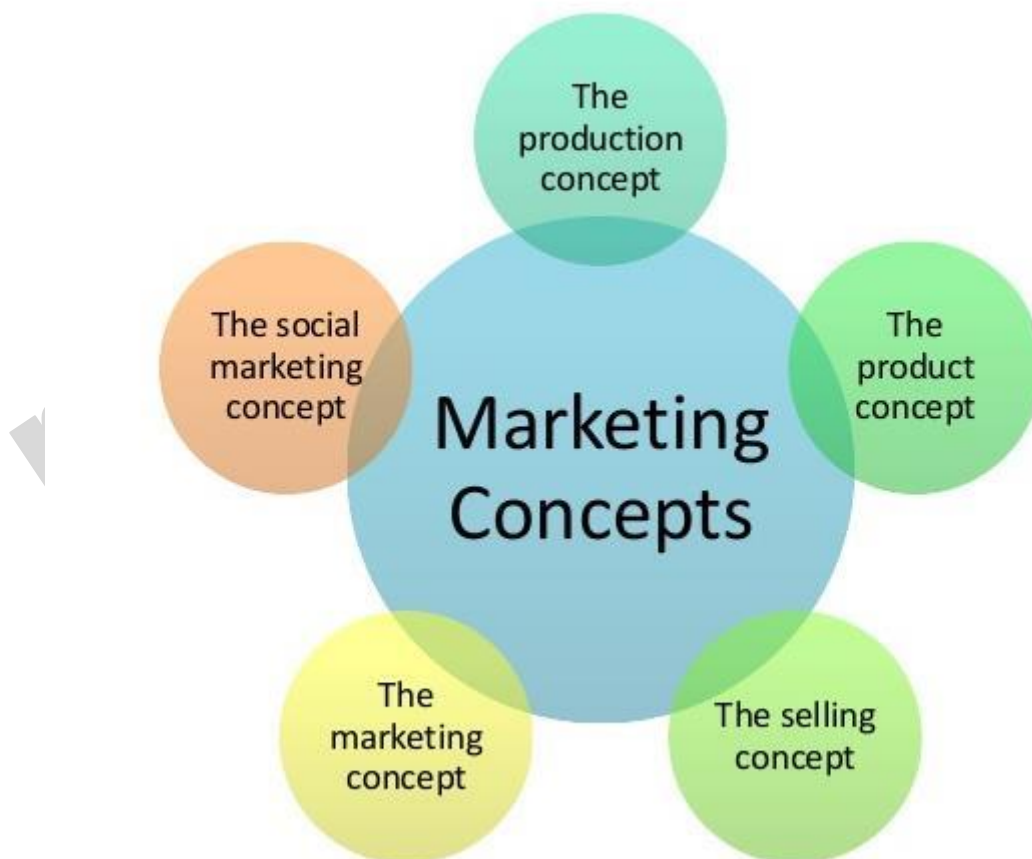 The
production
concept
The
product
concept
The selling
concept
The
marketing
concept
The social
marketing
concept
Marketing
Concepts